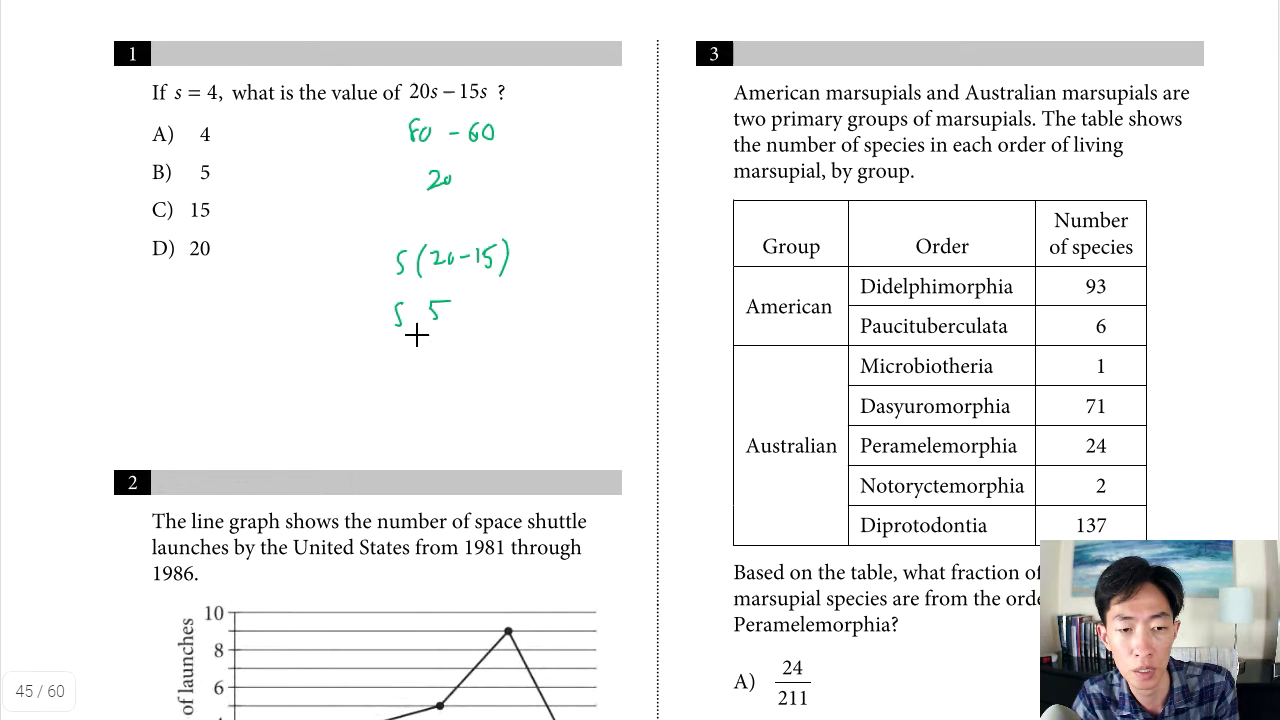 1
If s = 4, what is the value of 20s − 15s ?
A) 4
B) 5
C) 15
D) 20
80 - 60
20
s (20-15)
s 5
2
The line graph shows the number of space shuttle
launches by the United States from 1981 through
1986.
10
8
6
of launches
3
American marsupials and Australian marsupials are
two primary groups of marsupials. The table shows
the number of species in each order of living
marsupial, by group.
Group Order Number of species
American Didelphimorphia 93
Paucituberculata 6
Australian Microbiotheria 1
Dasyuromorphia 71
Peramelemorphia 24
Notoryctemorphia 2
Diprotodontia 137
Based on the table, what fraction of
marsupial species are from the
Peramelemorphia?
A) 24/211
45 / 60